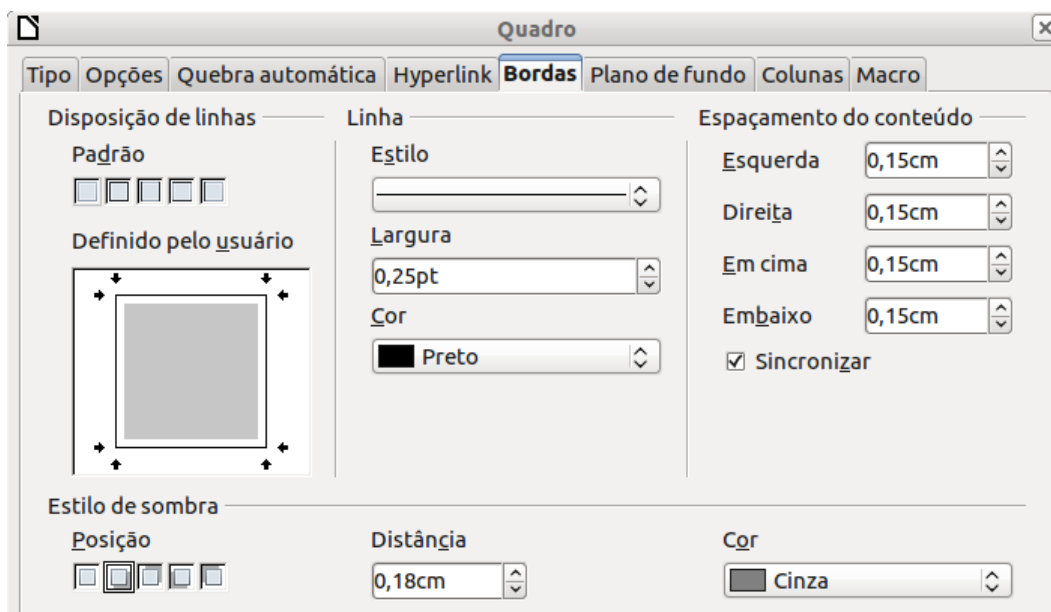 Quadro
Tipo Opções Quebra automática Hyperlink Bordas Plano de fundo Colunas Macro
Disposição de linhas
Padrão
Definido pelo usuário
Linha
Estilo
Largura
0,25pt
Cor
Preto
Espaçamento do conteúdo
Esquerda 0,15cm
Direita 0,15cm
Em cima 0,15cm
Embaixo 0,15cm
Sincronizar
Estilo de sombra
Posição
Distância
0,18cm
Cor
Cinza